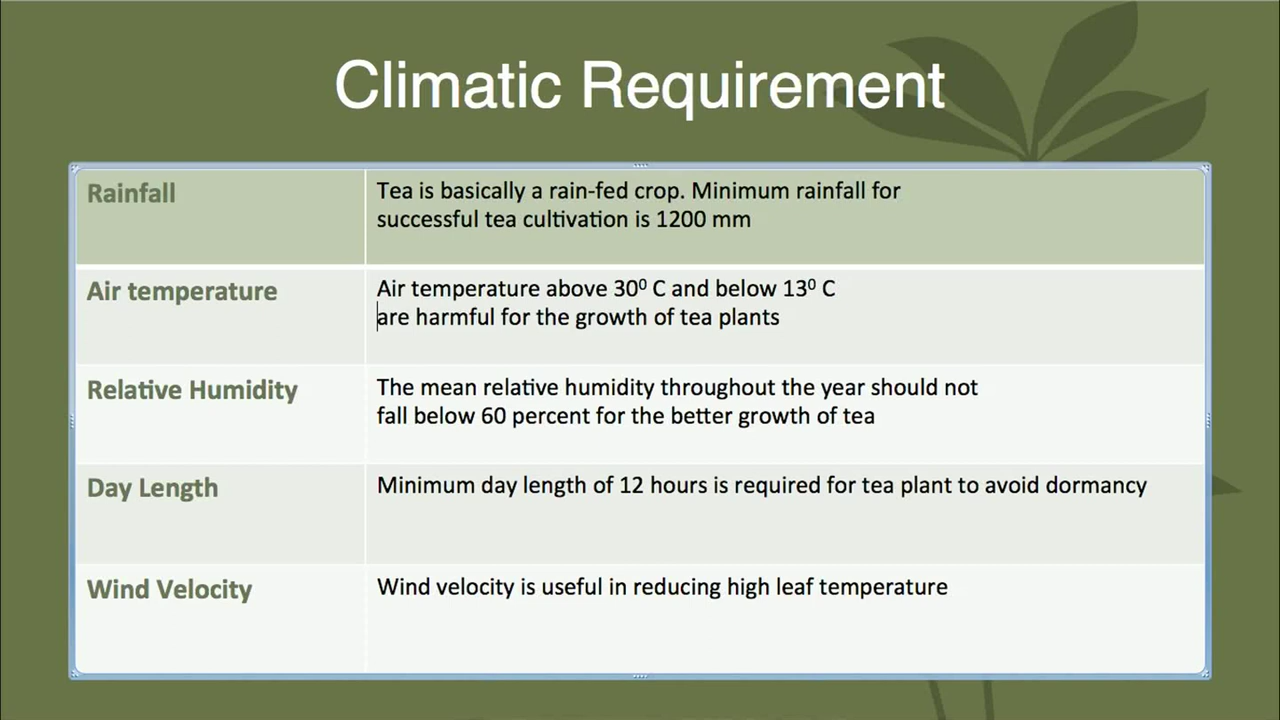 Climatic Requirement
Rainfall
Tea is basically a rain-fed crop. Minimum rainfall for
successful tea cultivation is 1200 mm
Air temperature
Air temperature above 30⁰ C and below 13⁰ C
are harmful for the growth of tea plants
Relative Humidity
The mean relative humidity throughout the year should not
fall below 60 percent for the better growth of tea
Day Length
Minimum day length of 12 hours is required for tea plant to avoid dormancy
Wind Velocity
Wind velocity is useful in reducing high leaf temperature